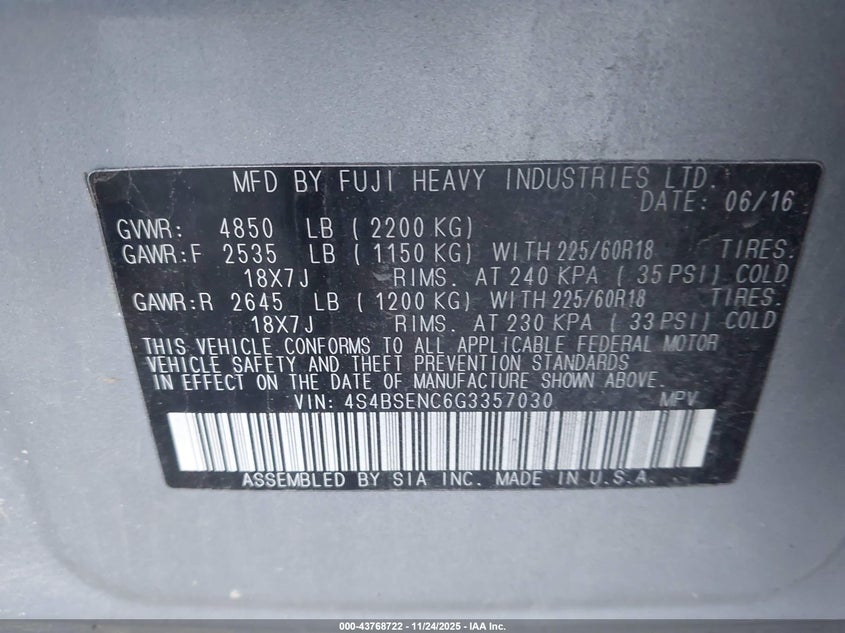 MFD BY FUJI HEAVY INDUSTRIES LTD.
DATE: 06/16
GVWR: 4850 LB ( 2200 KG)
GAWR:F 2535 LB ( 1150 KG) WITH 225/60R18 TIRES.
18X7J RIMS. AT 240 KPA ( 35 PSI) COLD
GAWR:R 2645 LB ( 1200 KG) WITH 225/60R18 TIRES.
18X7J RIMS. AT 230 KPA ( 33 PSI) COLD
THIS VEHICLE CONFORMS TO ALL APPLICABLE FEDERAL MOTOR
VEHICLE SAFETY AND THEFT PREVENTION STANDARDS
IN EFFECT ON THE DATE OF MANUFACTURE SHOWN ABOVE.
VIN: 4S4BSENC6G3357030 MPV
ASSEMBLED BY SIA INC. MADE IN U.S.A.
000-43768722 - 11/24/2025 - IAA Inc.